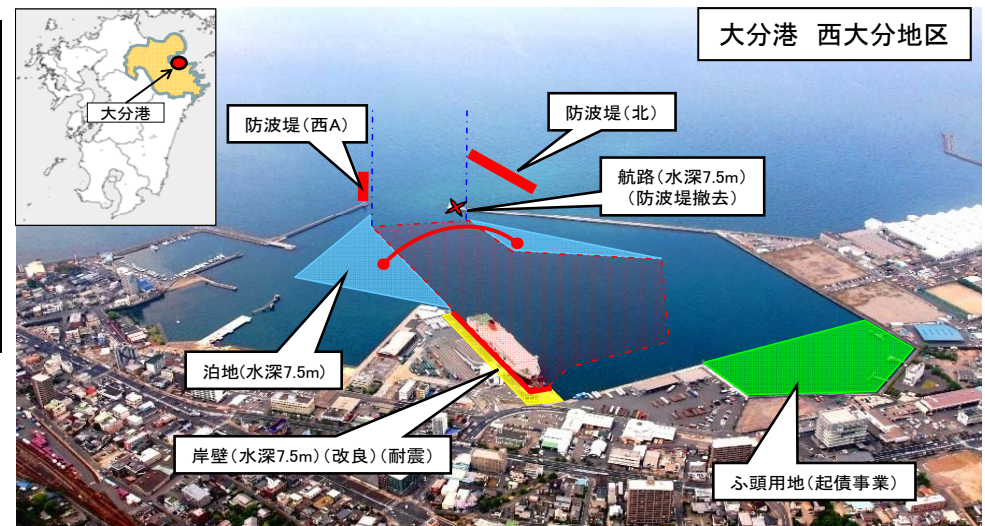 大分港 西大分地区
大分港
防波堤(西A)
防波堤(北)
航路(水深7.5m)
(防波堤撤去)
泊地(水深7.5m)
岸壁(水深7.5m)(改良)(耐震)
ふ頭用地(起債事業)